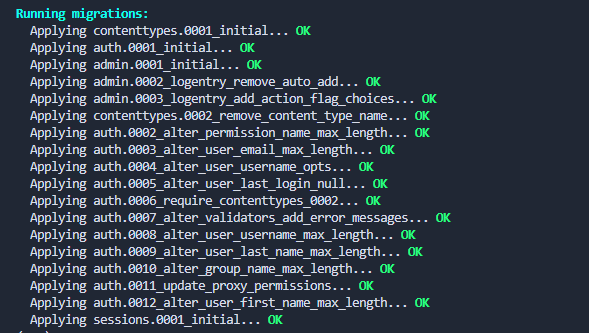 Running migrations:
Applying contenttypes.0001_initial... OK
Applying auth.0001_initial... OK
Applying admin.0001_initial... OK
Applying admin.0002_logentry_remove_auto_add... OK
Applying admin.0003_logentry_add_action_flag_choices... OK
Applying contenttypes.0002_remove_content_type_name... OK
Applying auth.0002_alter_permission_name_max_length... OK
Applying auth.0003_alter_user_email_max_length... OK
Applying auth.0004_alter_user_username_opts... OK
Applying auth.0005_alter_user_last_login_null... OK
Applying auth.0006_require_contenttypes_0002... OK
Applying auth.0007_alter_validators_add_error_messages... OK
Applying auth.0008_alter_user_username_max_length... OK
Applying auth.0009_alter_user_last_name_max_length... OK
Applying auth.0010_alter_group_name_max_length... OK
Applying auth.0011_update_proxy_permissions... OK
Applying auth.0012_alter_user_first_name_max_length... OK
Applying sessions.0001_initial... OK